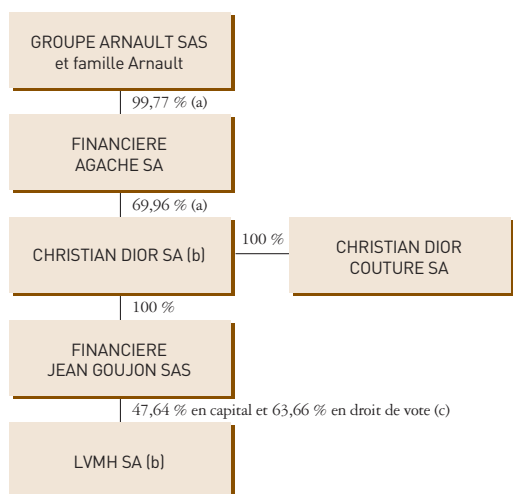 GROUPE ARNAULT SAS
et famille Arnault
99,77 % (a)
FINANCIERE
AGACHE SA
69,96 % (a)
CHRISTIAN DIOR SA (b)
100 %
CHRISTIAN DIOR
COUTURE SA
100 %
FINANCIERE
JEAN GOUJON SAS
47,64 % en capital et 63,66 % en droit de vote (c)
LVMH SA (b)